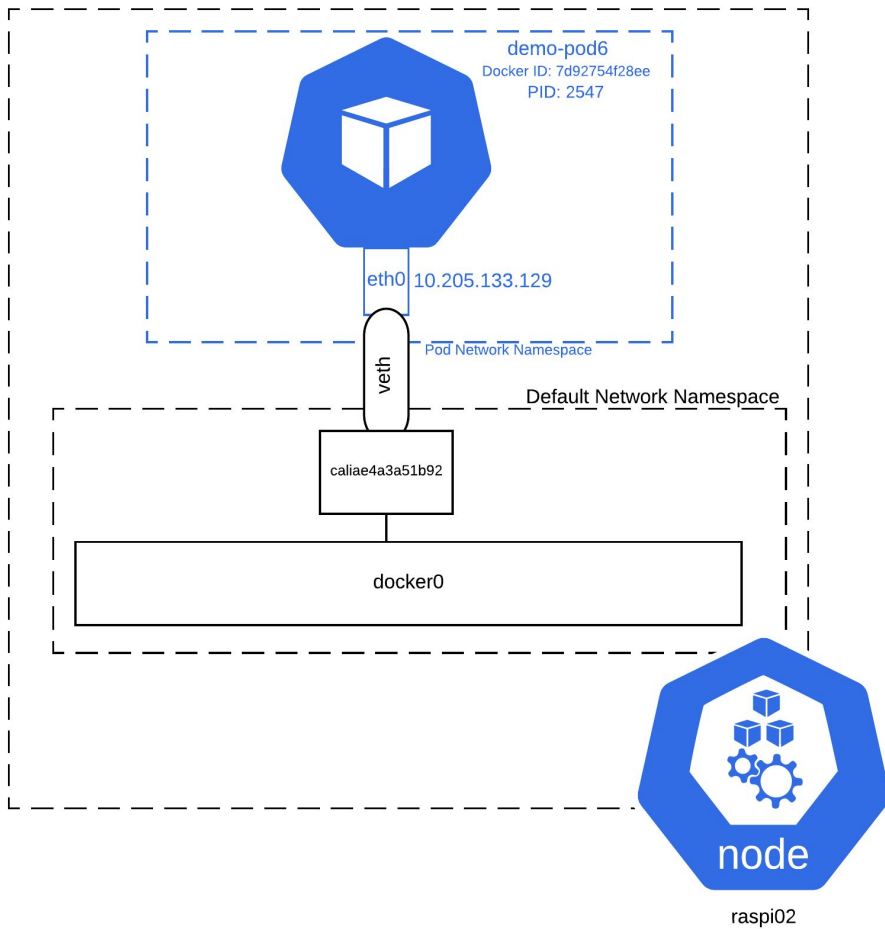 demo-pod6
Docker ID: 7d92754f28ee
PID: 2547
eth0 10.205.133.129
Pod Network Namespace
veth
Default Network Namespace
caliae4a3a51b92
docker0
node
raspi02